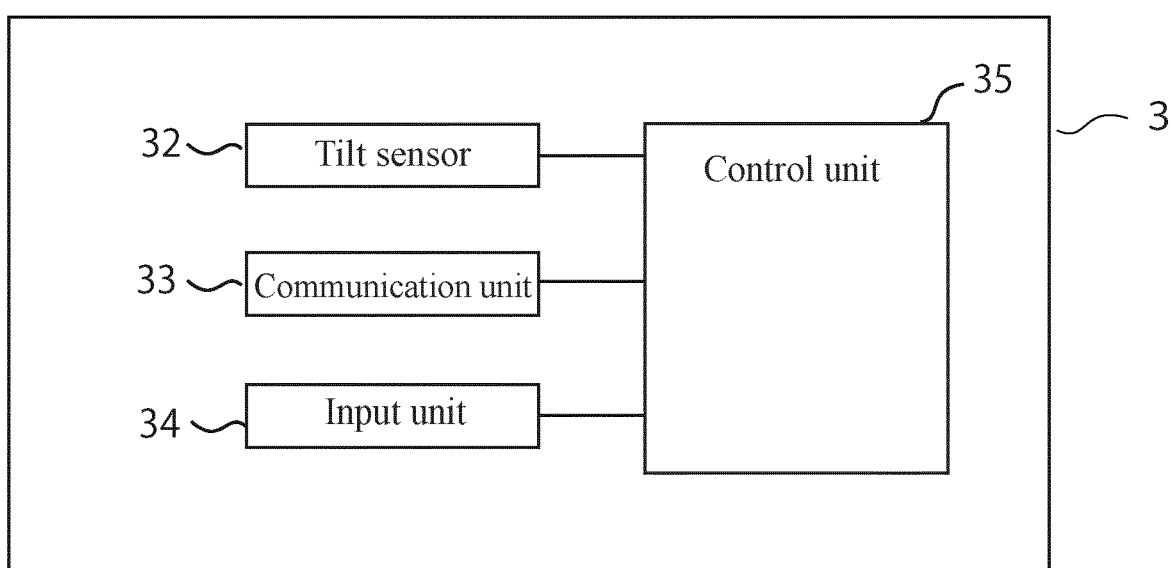 35
3
32
Tilt sensor
Control unit
33
Communication unit
34
Input unit